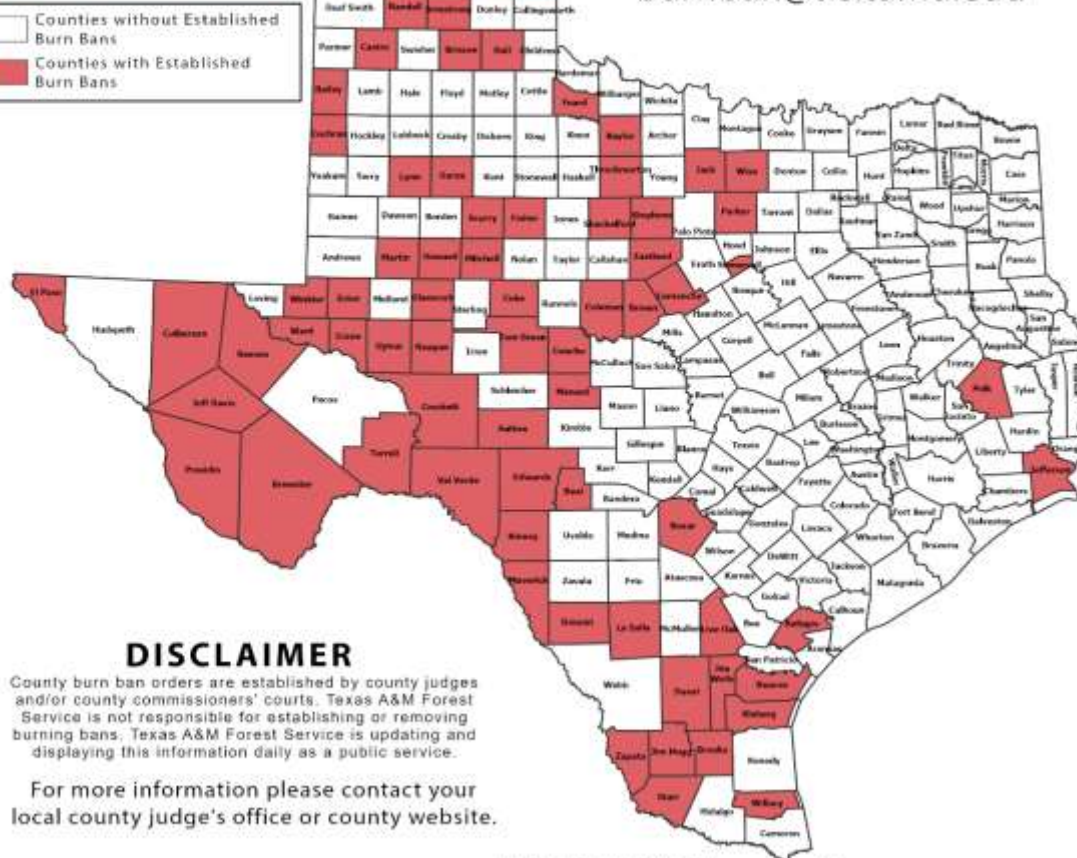 Counties without Established
Burn Bans
Counties with Established
Burn Bans
Deaf Smith Randall Armstrong Donley Collingsworth
Parmer Castro Swisher Briscoe Hall Childress
Hardeman
Bailey Lamb Hale Floyd Motley Cottle Foard Wilbarger Wichita
Clay Montague Cooke Grayson Fannin Lamar Red River Bowie
Cochran Hockley Lubbock Crosby Dickens King Knox Baylor Archer
Delta Titan Morris Cass
Yoakum Terry Lynn Garza Kent Stonewall Haskell Throckmorton Young Jack Wise Denton Collin Hunt Hopkins
Rockwall Rains Wood Upshur Marion
Gaines Dawson Borden Scurry Fisher Jones Shackelford Stephens Palo Pinto Parker Tarrant Dallas Kaufman Van Zandt Smith Gregg Harrison
Andrews Martin Howard Mitchell Nolan Taylor Callahan Eastland Erath Hood Johnson Ellis Henderson Rusk Panola
El Paso Hudspeth Culberson Reeves Loving Winkler Ector Midland Glasscock Sterling Coke Runnels Coleman Brown Comanche Bosque Hill Navarro Anderson Cherokee Nacogdoches Shelby
Ward Crane Upton Reagan Irion Tom Green Concho McCulloch San Saba Mills Hamilton Coryell McLennan Limestone Freestone Leon Houston Angelina San Augustine
Jeff Davis Pecos Crockett Schleicher Menard Mason Llano Lampasas Burnet Bell Falls Robertson Madison Trinity Walker Polk Tyler
Presidio Brewster Terrell Sutton Kimble Gillespie Blanco Williamson Milam Burleson Brazos Grimes Montgomery San Jacinto Hardin
Val Verde Edwards Real Kerr Kendall Bandera Comal Hays Travis Bastrop Lee Washington Austin Waller Harris Liberty Chambers Jefferson
Kinney Uvalde Medina Bexar Guadalupe Caldwell Fayette Colorado Fort Bend Galveston
Maverick Zavala Frio Atascosa Wilson Karnes Gonzales DeWitt Lavaca Wharton Jackson Matagorda Brazoria
Dimmit La Salle McMullen Live Oak Bee Goliad Victoria Calhoun Refugio Aransas San Patricio
Webb Duval Jim Wells Nueces Kleberg
Zapata Jim Hogg Brooks Kenedy
Starr Hidalgo Willacy Cameron
DISCLAIMER
County burn ban orders are established by county judges
and/or county commissioners' courts. Texas A&M Forest
Service is not responsible for establishing or removing
burning bans. Texas A&M Forest Service is updating and
displaying this information daily as a public service.
For more information please contact your
local county judge's office or county website.